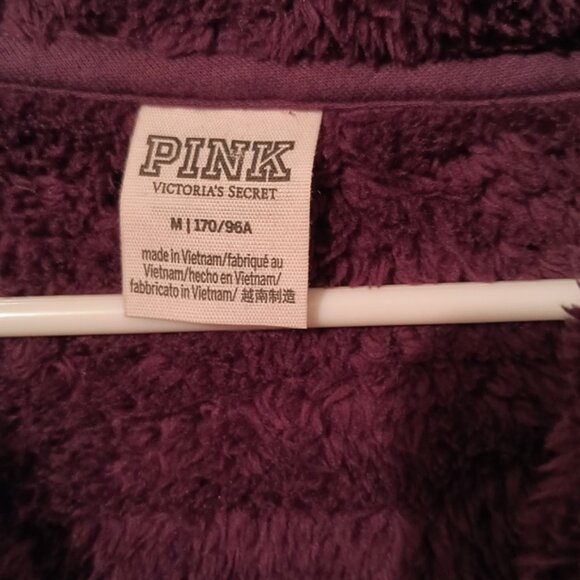 PINK
VICTORIA'S SECRET
M | 170/96A
made in Vietnam/fabriqué au
Vietnam/hecho en Vietnam/
fabbricato in Vietnam/ 越南制造